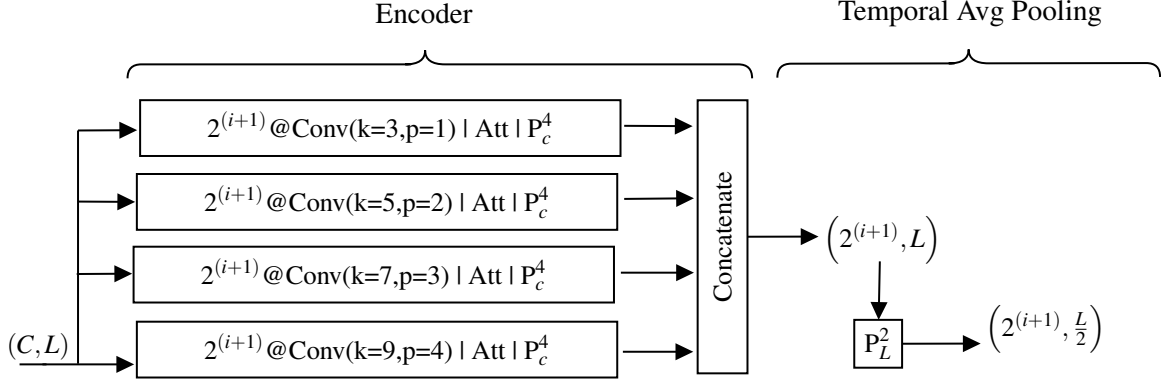 Encoder
Temporal Avg Pooling
2^{(i+1)}@Conv(k=3,p=1) | Att | P_c^4
2^{(i+1)}@Conv(k=5,p=2) | Att | P_c^4
2^{(i+1)}@Conv(k=7,p=3) | Att | P_c^4
2^{(i+1)}@Conv(k=9,p=4) | Att | P_c^4
(C,L)
Concatenate
(2^{(i+1)},L)
P_L^2
(2^{(i+1)},\frac{L}{2})